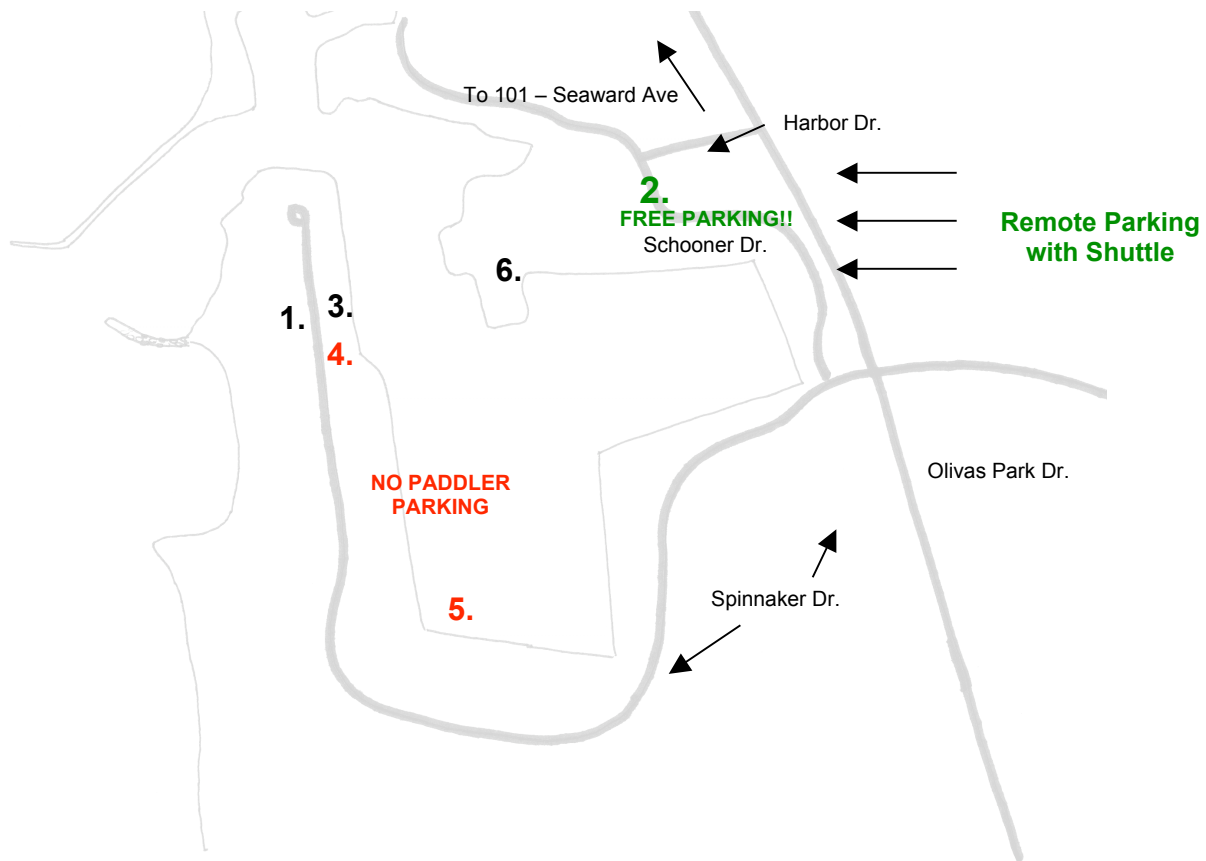 To 101 – Seaward Ave
Harbor Dr.
2.
FREE PARKING!!
Schooner Dr.
Remote Parking
with Shuttle
6.
3.
1.
4.
NO PADDLER
PARKING
Olivas Park Dr.
5.
Spinnaker Dr.